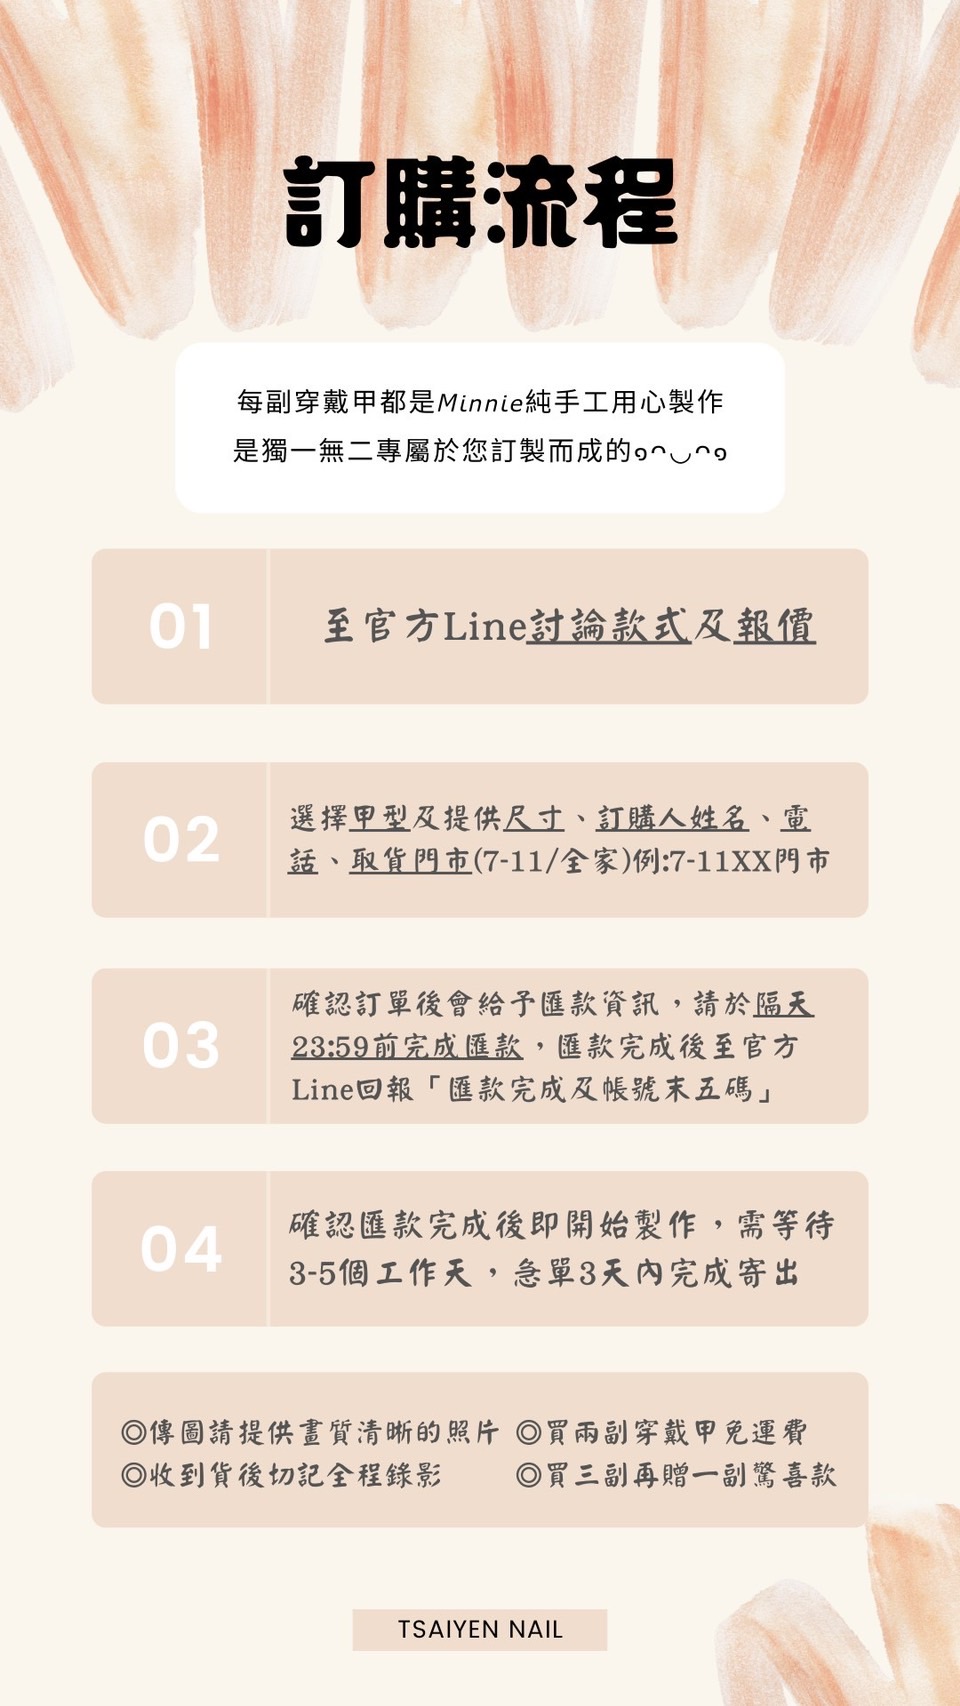 訂購流程
每副穿戴甲都是Minnie純手工用心製作
是獨一無二專屬於您訂製而成的ʚᴖ◡ᴖɞ
01
至官方Line討論款式及報價
02
選擇甲型及提供尺寸、訂購人姓名、電
話、取貨門市(7-11/全家)例:7-11XX門市
03
確認訂單後會給予匯款資訊，請於隔天
23:59前完成匯款，匯款完成後至官方
Line回報「匯款完成及帳號末五碼」
04
確認匯款完成後即開始製作，需等待
3-5個工作天，急單3天內完成寄出
◎傳圖請提供畫質清晰的照片
◎收到貨後切記全程錄影
◎買兩副穿戴甲免運費
◎買三副再贈一副驚喜款
TSAIYEN NAIL